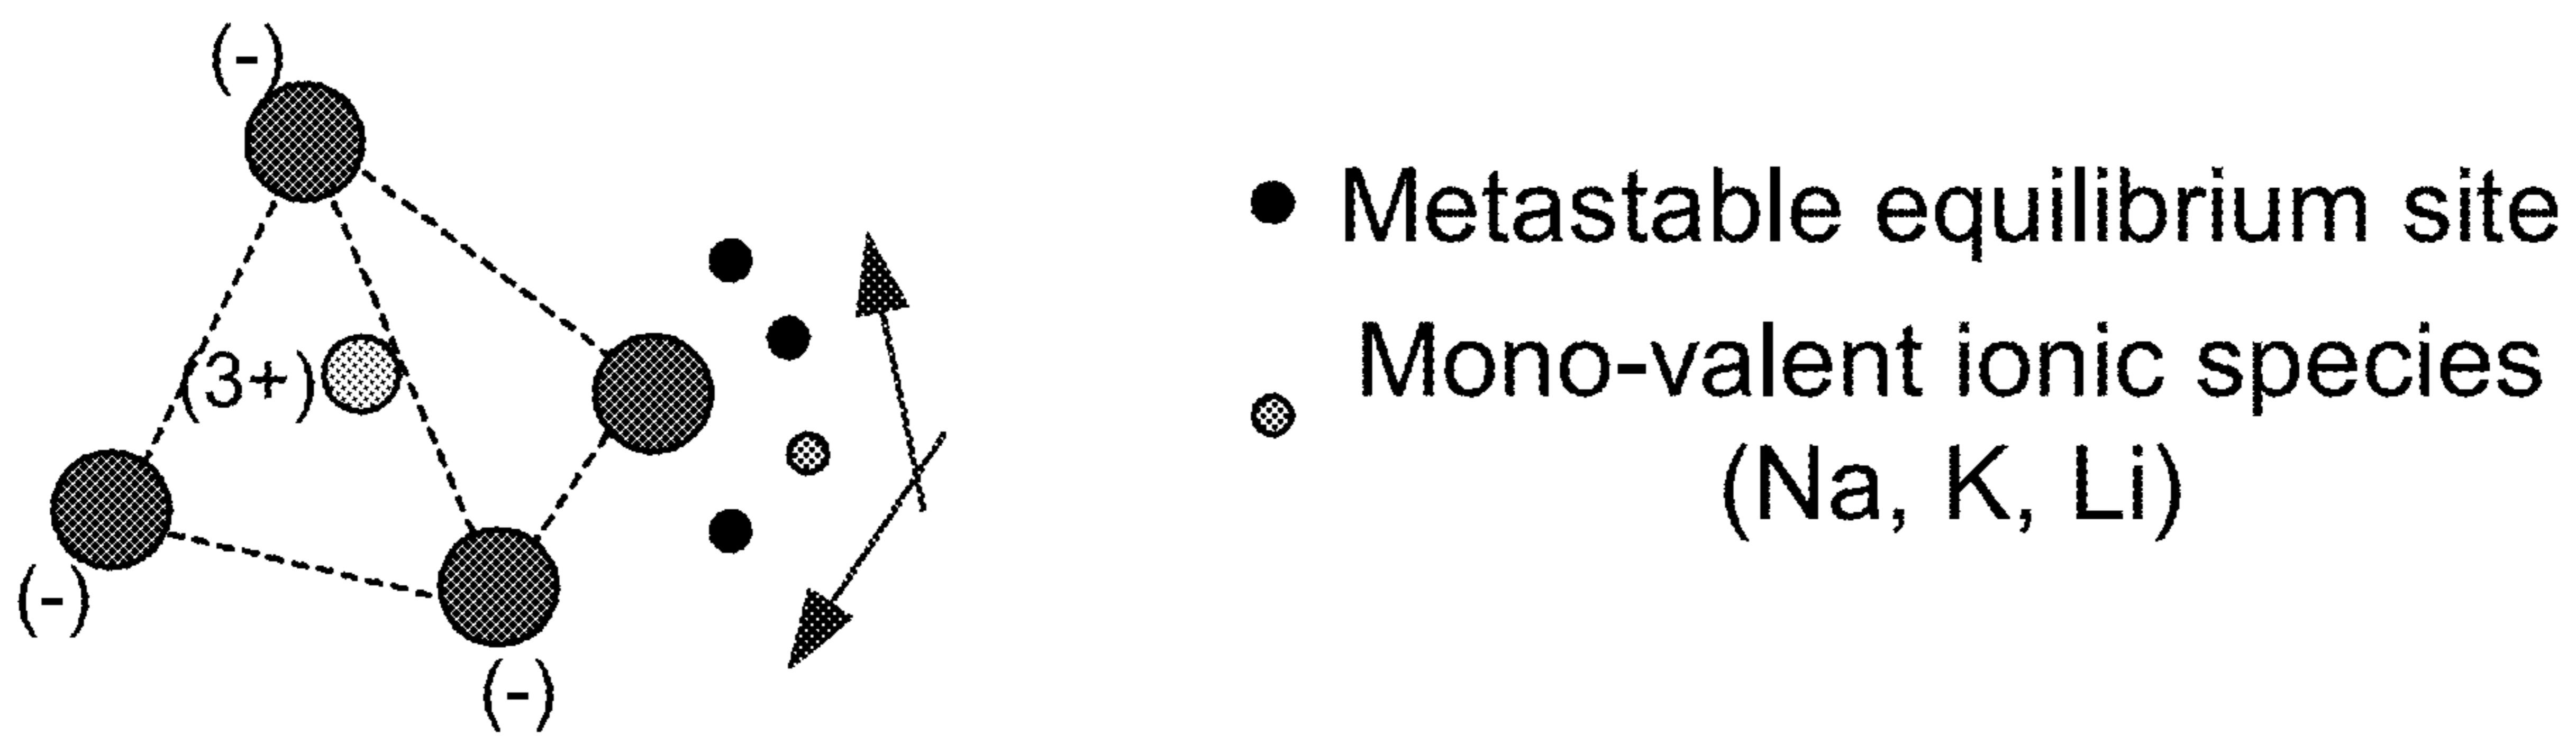 (-)
(3+)
(-)
(-)
Metastable equilibrium site
Mono-valent ionic species
(Na, K, Li)